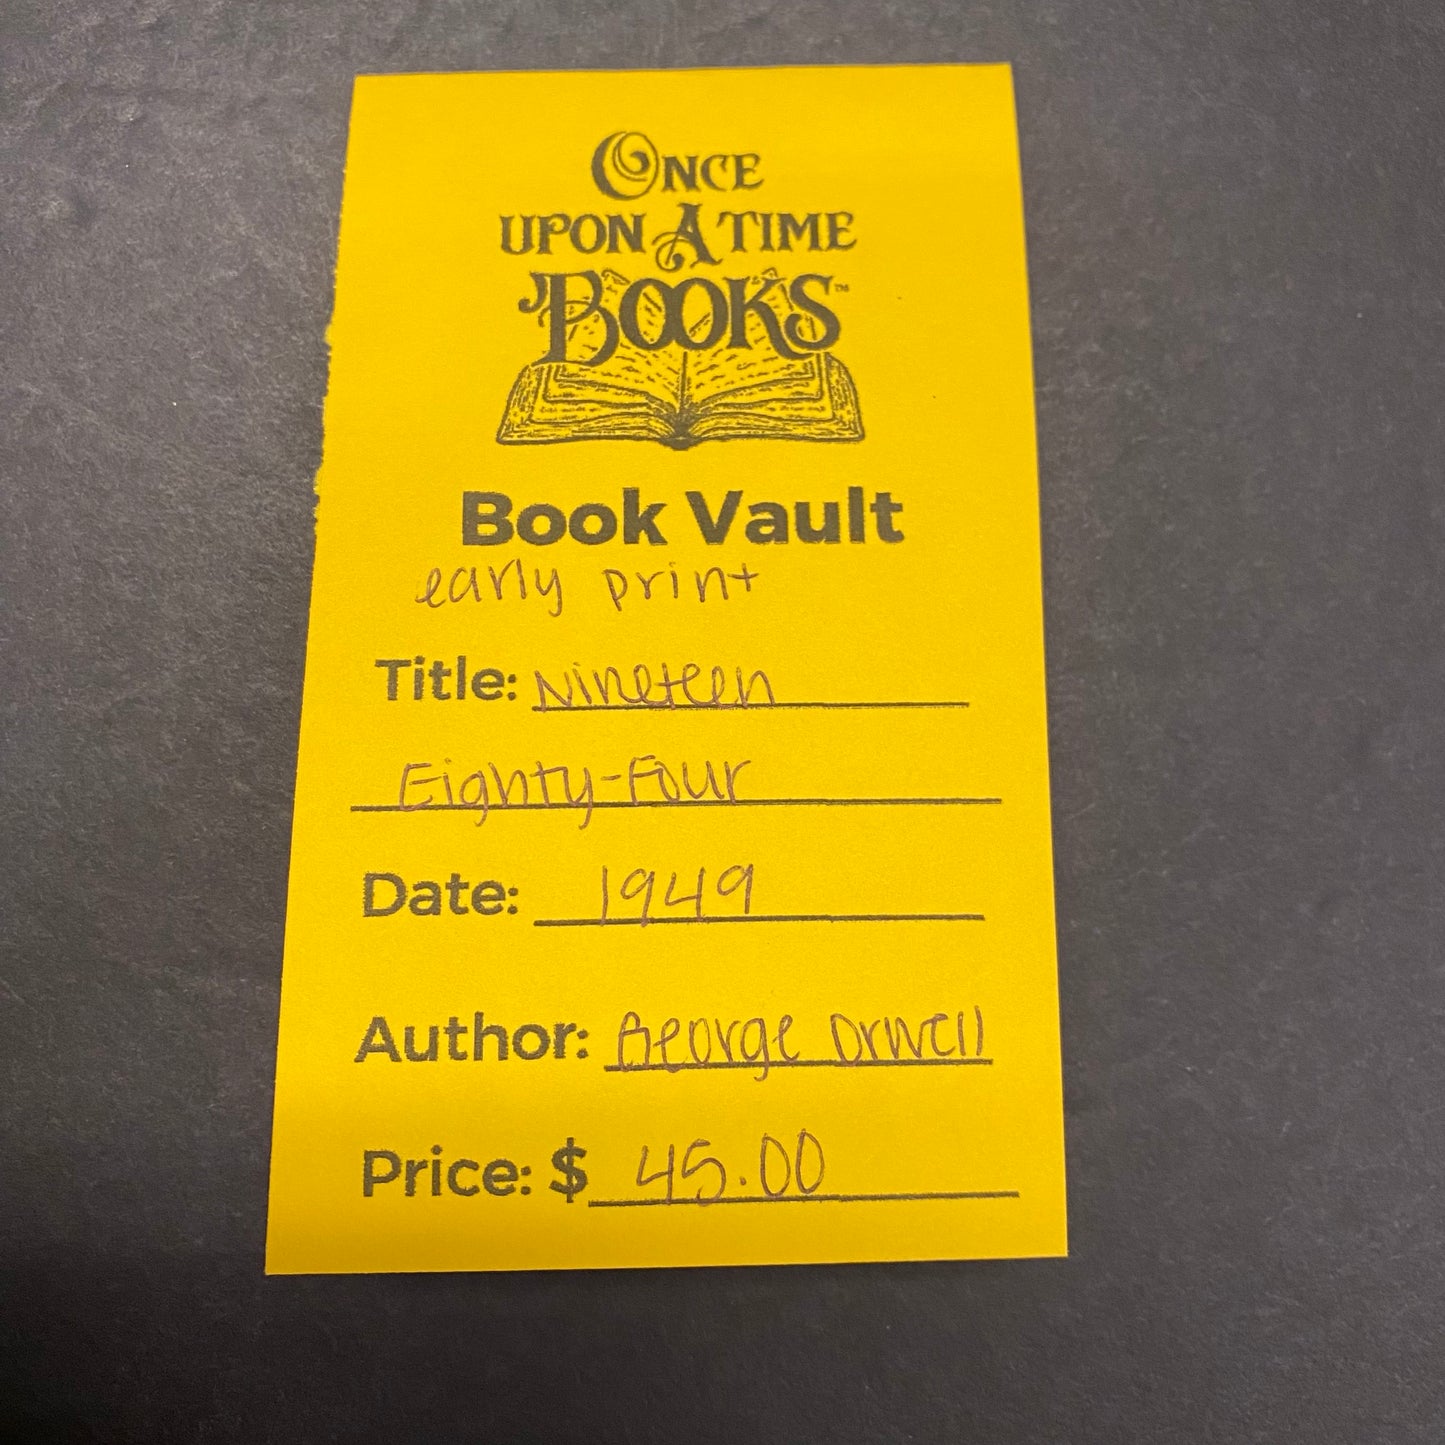 ONCE
UPON A TIME
BOOKS™
Book Vault
early print
Title: Nineteen
Eighty-Four
Date: 1949
Author: George Orwell
Price: $ 45.00